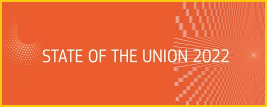 STATE OF THE UNION 2022